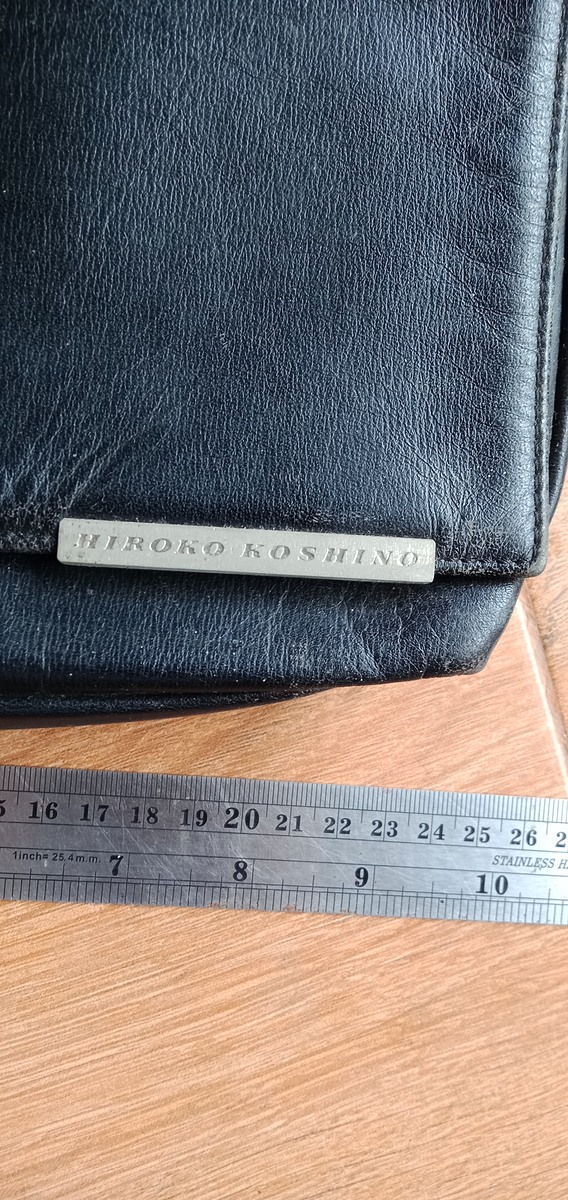 HIROKO KOSHINO
16 17 18 19 20 21 22 23 24 25 26
1inch= 25.4m.m. 7 8 9 10 STAINLESS